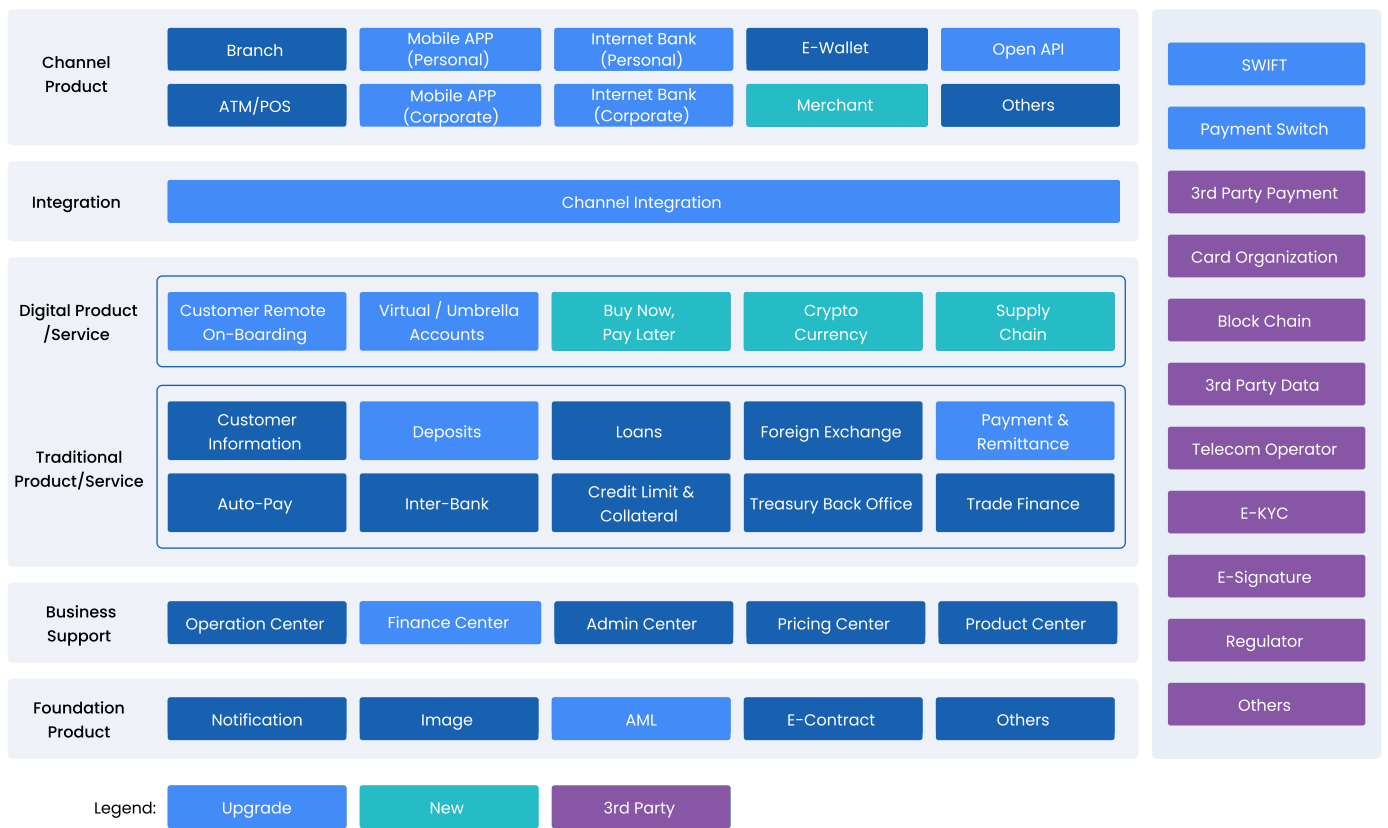 Channel
Product
Branch
Mobile APP
(Personal)
Internet Bank
(Personal)
E-Wallet
Open API
ATM/POS
Mobile APP
(Corporate)
Internet Bank
(Corporate)
Merchant
Others
Integration
Channel Integration
Digital Product
/Service
Customer Remote
On-Boarding
Virtual / Umbrella
Accounts
Buy Now,
Pay Later
Crypto
Currency
Supply
Chain
Traditional
Product/Service
Customer
Information
Deposits
Loans
Foreign Exchange
Payment &
Remittance
Auto-Pay
Inter-Bank
Credit Limit &
Collateral
Treasury Back Office
Trade Finance
Business
Support
Operation Center
Finance Center
Admin Center
Pricing Center
Product Center
Foundation
Product
Notification
Image
AML
E-Contract
Others
SWIFT
Payment Switch
3rd Party Payment
Card Organization
Block Chain
3rd Party Data
Telecom Operator
E-KYC
E-Signature
Regulator
Others
Legend:
Upgrade
New
3rd Party